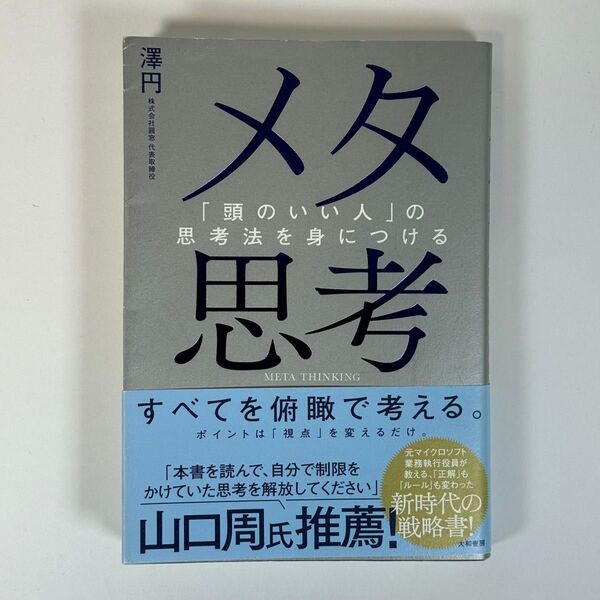 澤円
株式会社圓窓 代表取締役
メタ
「頭のいい人」の
思考法を身につける
思考
META THINKING
すべてを俯瞰で考える。
ポイントは「視点」を変えるだけ。
「本書を読んで、自分で制限を
かけていた思考を解放してください」
山口周氏推薦!
元マイクロソフト
業務執行役員が
教える、「正解」も
「ルール」も変わった
新時代の
戦略書!
大和書房